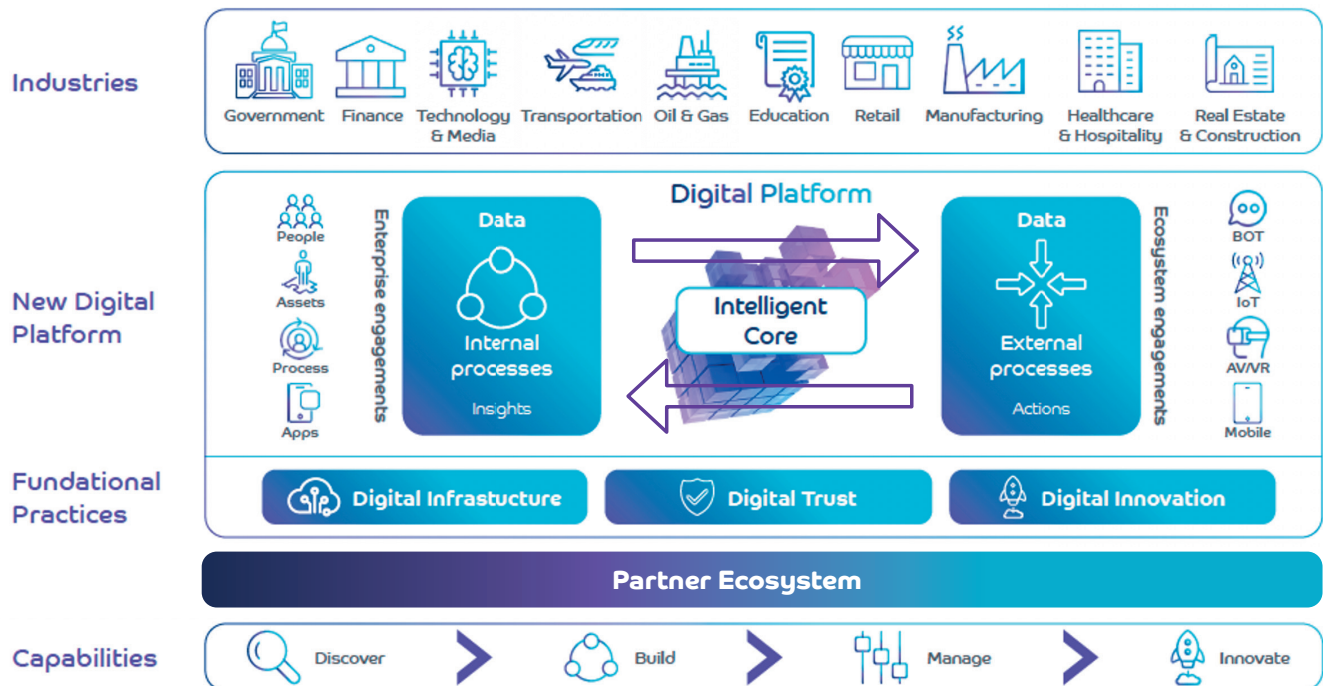 Industries
Government
Finance
Technology
& Media
Transportation
Oil & Gas
Education
Retail
Manufacturing
Healthcare
& Hospitality
Real Estate
& Construction
New Digital
Platform
Digital Platform
People
Assets
Process
Apps
Enterprise engagements
Data
Internal
processes
Insights
Intelligent
Core
Data
External
processes
Actions
Ecosystem engagements
BOT
IoT
AV/VR
Mobile
Fundational
Practices
Digital Infrastucture
Digital Trust
Digital Innovation
Partner Ecosystem
Capabilities
Discover
Build
Manage
Innovate